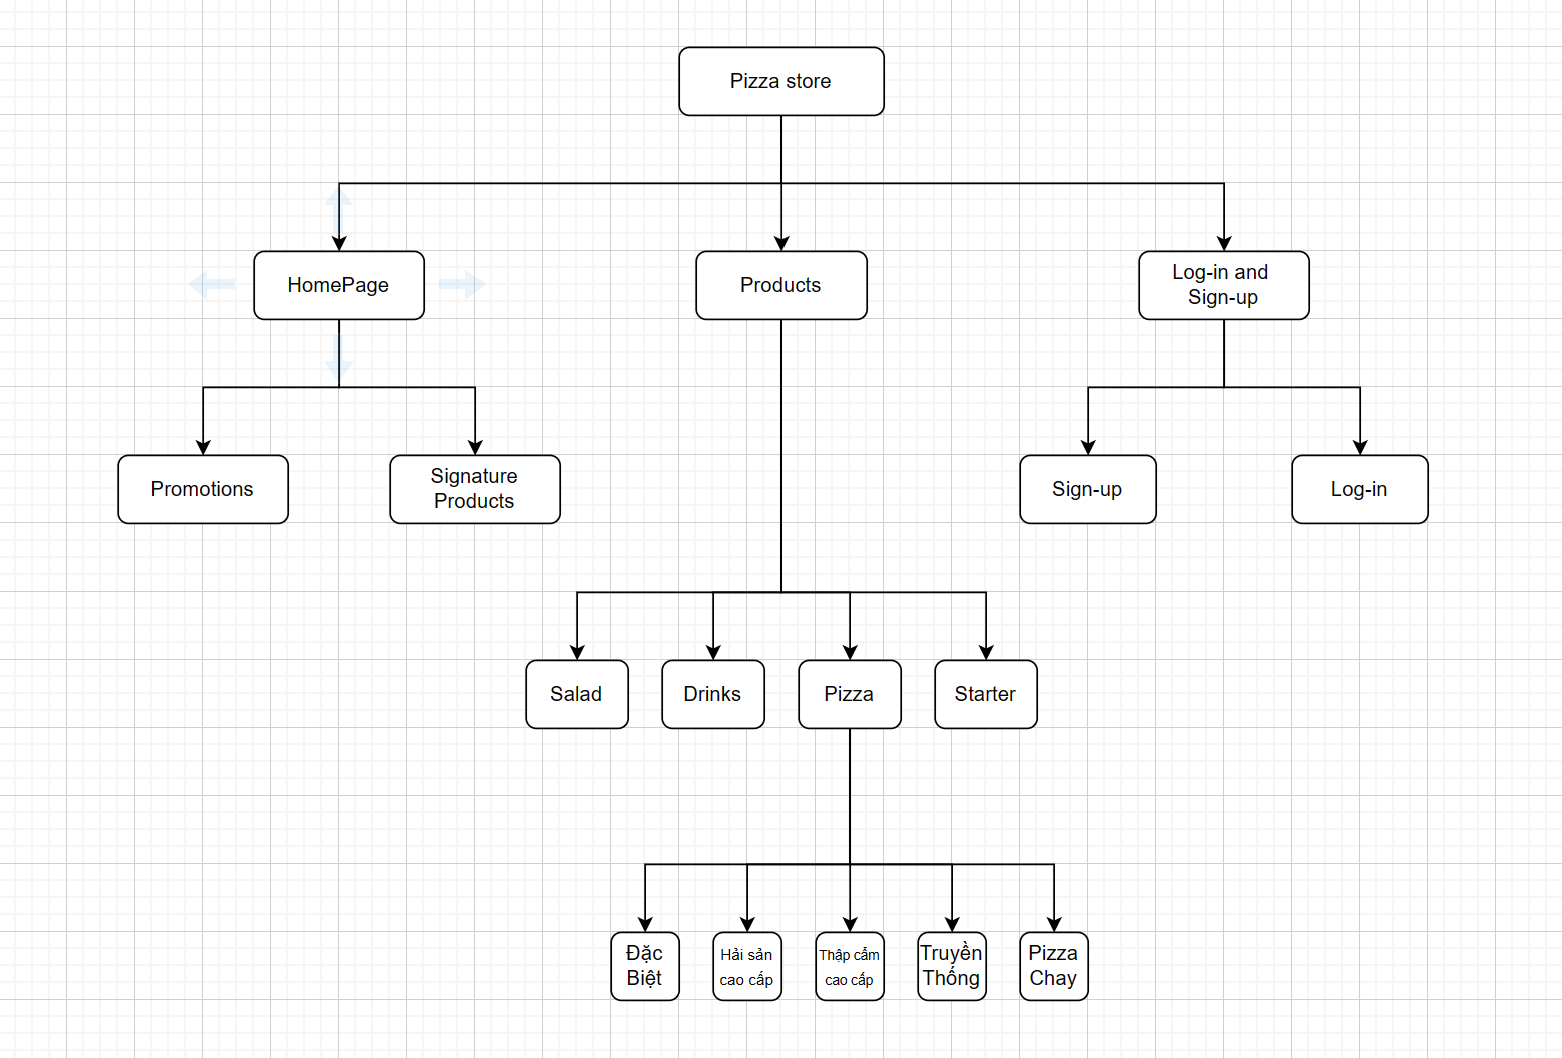 Pizza store
HomePage
Products
Log-in and
Sign-up
Promotions
Signature
Products
Sign-up
Log-in
Salad
Drinks
Pizza
Starter
Đặc
Biệt
Hải sản
cao cấp
Thập cẩm
cao cấp
Truyền
Thống
Pizza
Chay